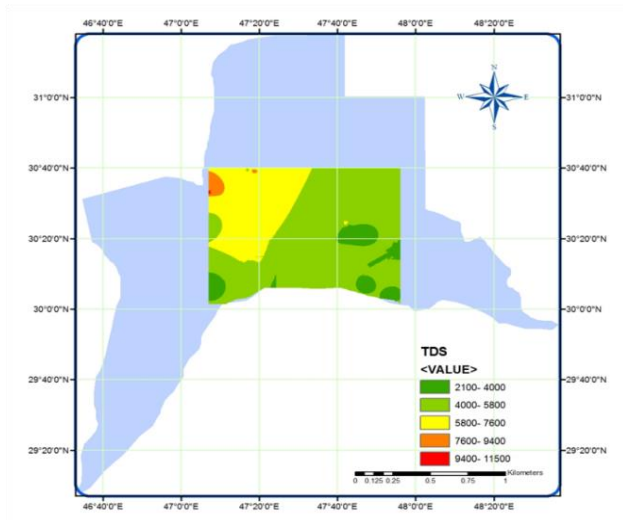 46°40'0"E 47°0'0"E 47°20'0"E 47°40'0"E 48°0'0"E 48°20'0"E
N
W E
S
31°0'0"N 31°0'0"N
30°40'0"N 30°40'0"N
30°20'0"N 30°20'0"N
30°0'0"N 30°0'0"N
29°40'0"N 29°40'0"N
29°20'0"N 29°20'0"N
TDS
<VALUE>
2100- 4000
4000- 5800
5800- 7600
7600- 9400
9400- 11500
Kilometers
0 0.125 0.25 0.5 0.75 1
46°40'0"E 47°0'0"E 47°20'0"E 47°40'0"E 48°0'0"E 48°20'0"E